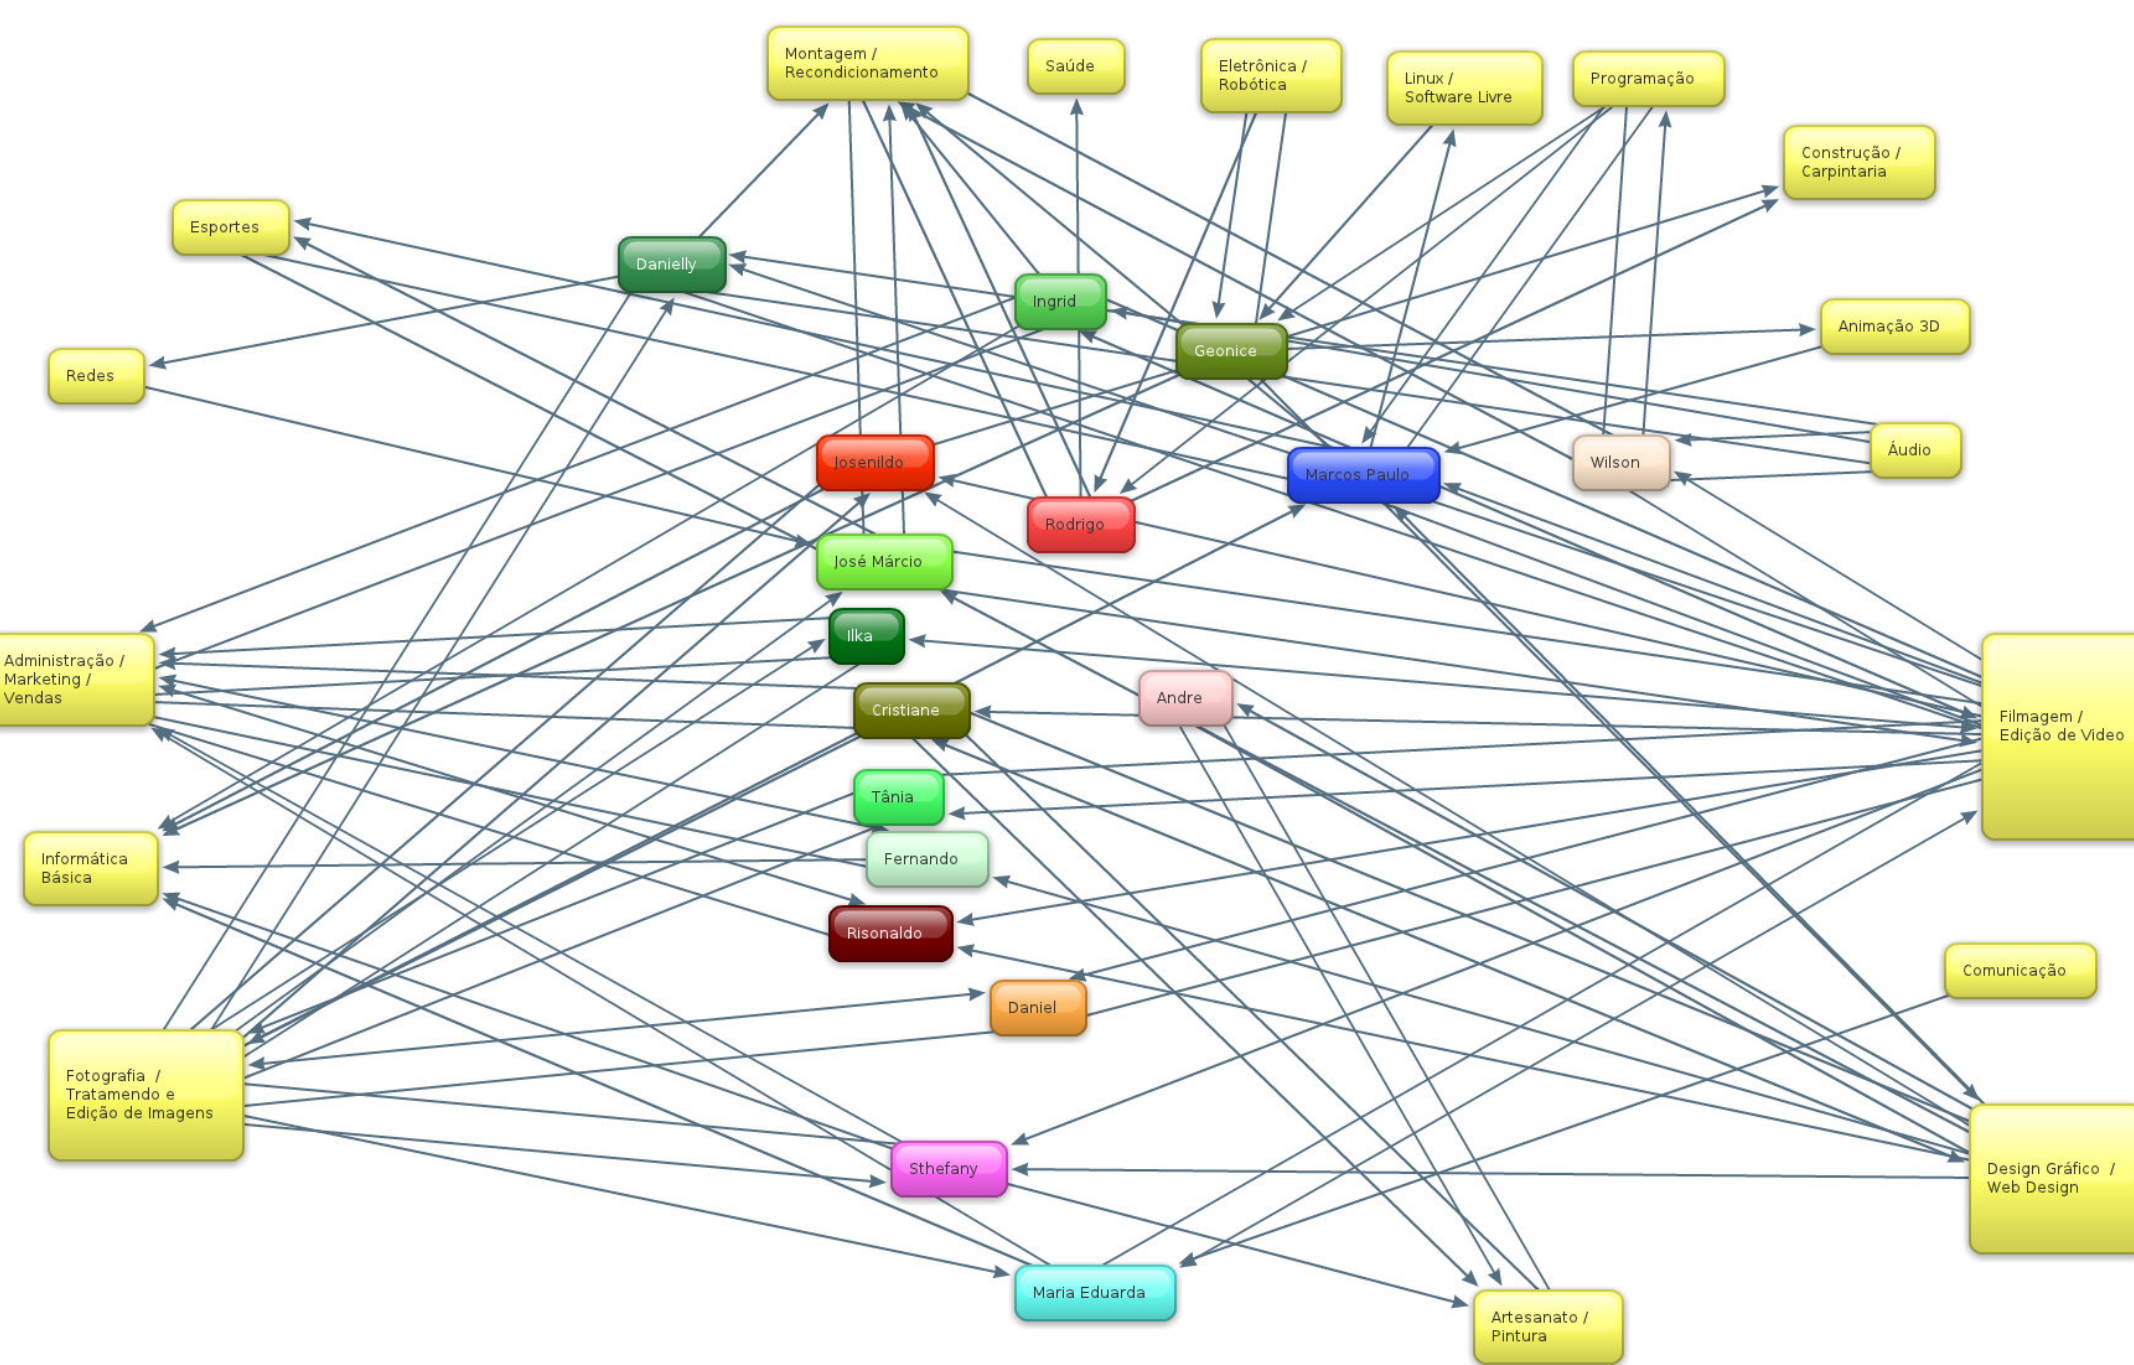 Montagem /
Recondicionamento
Saúde
Eletrônica /
Robótica
Linux /
Software Livre
Programação
Construção /
Carpintaria
Esportes
Danielly
Ingrid
Animação 3D
Geonice
Redes
Josenildo
Marcos Paulo
Wilson
Áudio
Rodrigo
José Márcio
Ilka
Administração /
Marketing /
Vendas
Cristiane
Andre
Filmagem /
Edição de Video
Tânia
Informática
Básica
Fernando
Risonaldo
Comunicação
Daniel
Fotografia  /
Tratamendo e
Edição de Imagens
Sthefany
Design Gráfico  /
Web Design
Maria Eduarda
Artesanato /
Pintura